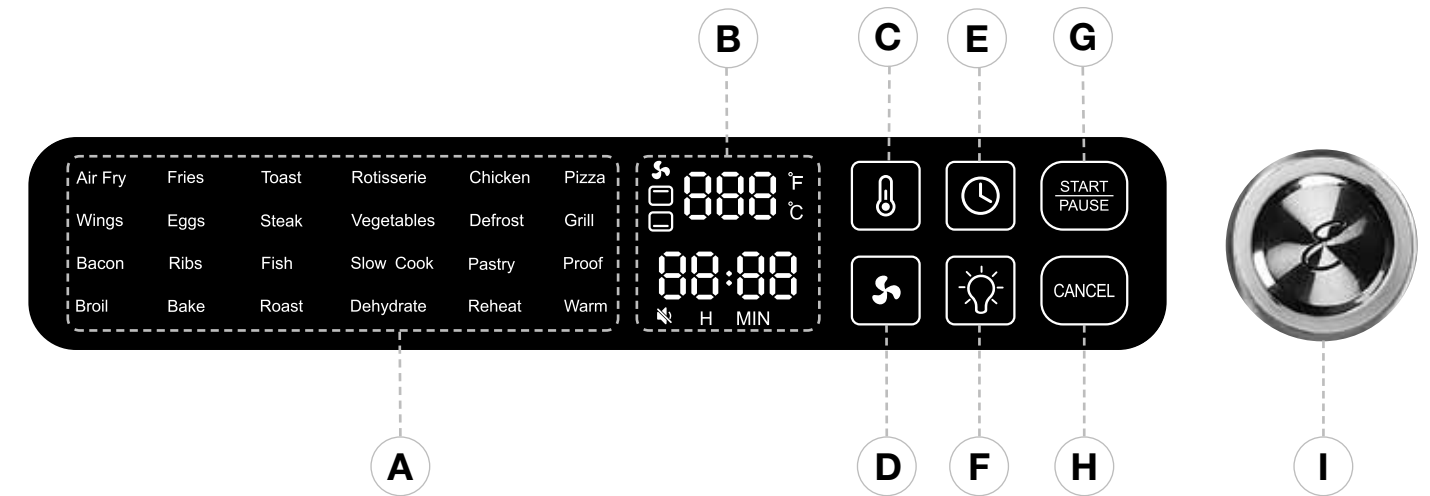 B C E G
Air Fry Fries Toast Rotisserie Chicken Pizza
Wings Eggs Steak Vegetables Defrost Grill
Bacon Ribs Fish Slow Cook Pastry Proof
Broil Bake Roast Dehydrate Reheat Warm
888 °F
°C
88:88
H MIN
START
PAUSE
CANCEL
A D F H I